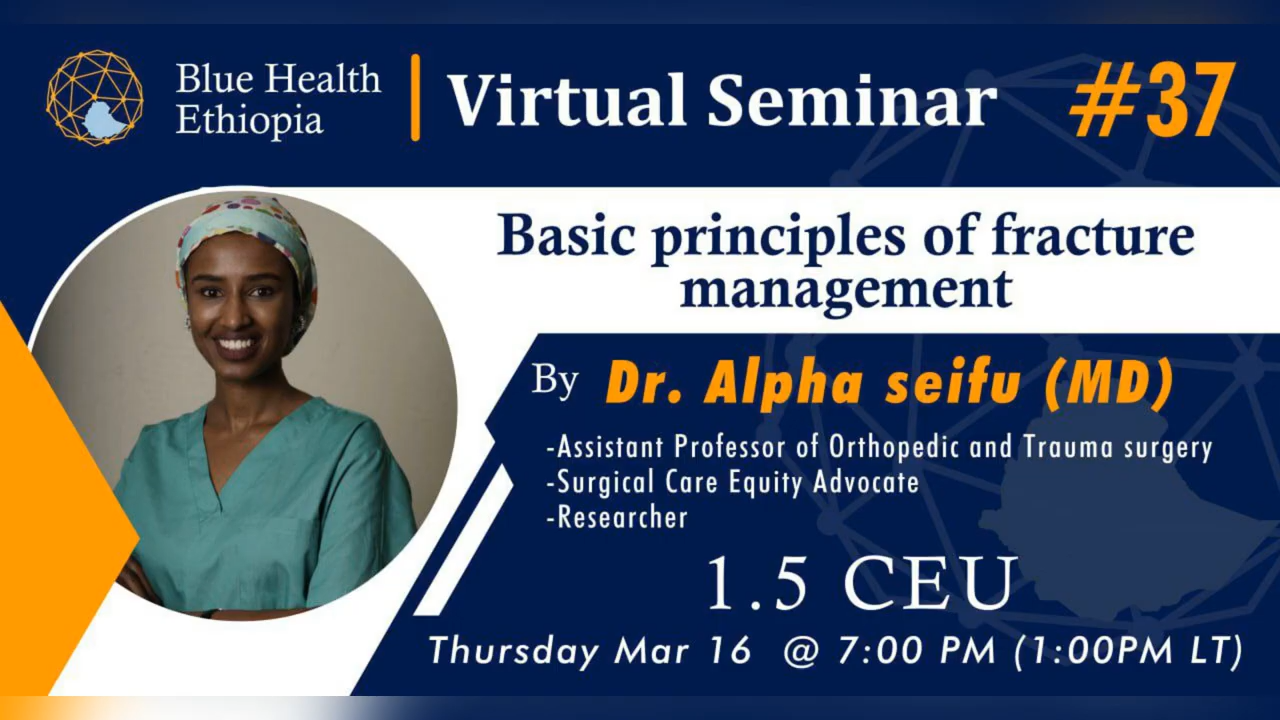 Blue Health
Ethiopia
Virtual Seminar
#37
Basic principles of fracture
management
By Dr. Alpha seifu (MD)
-Assistant Professor of Orthopedic and Trauma surgery
-Surgical Care Equity Advocate
-Researcher
1.5 CEU
Thursday Mar 16 @ 7:00 PM (1:00PM LT)